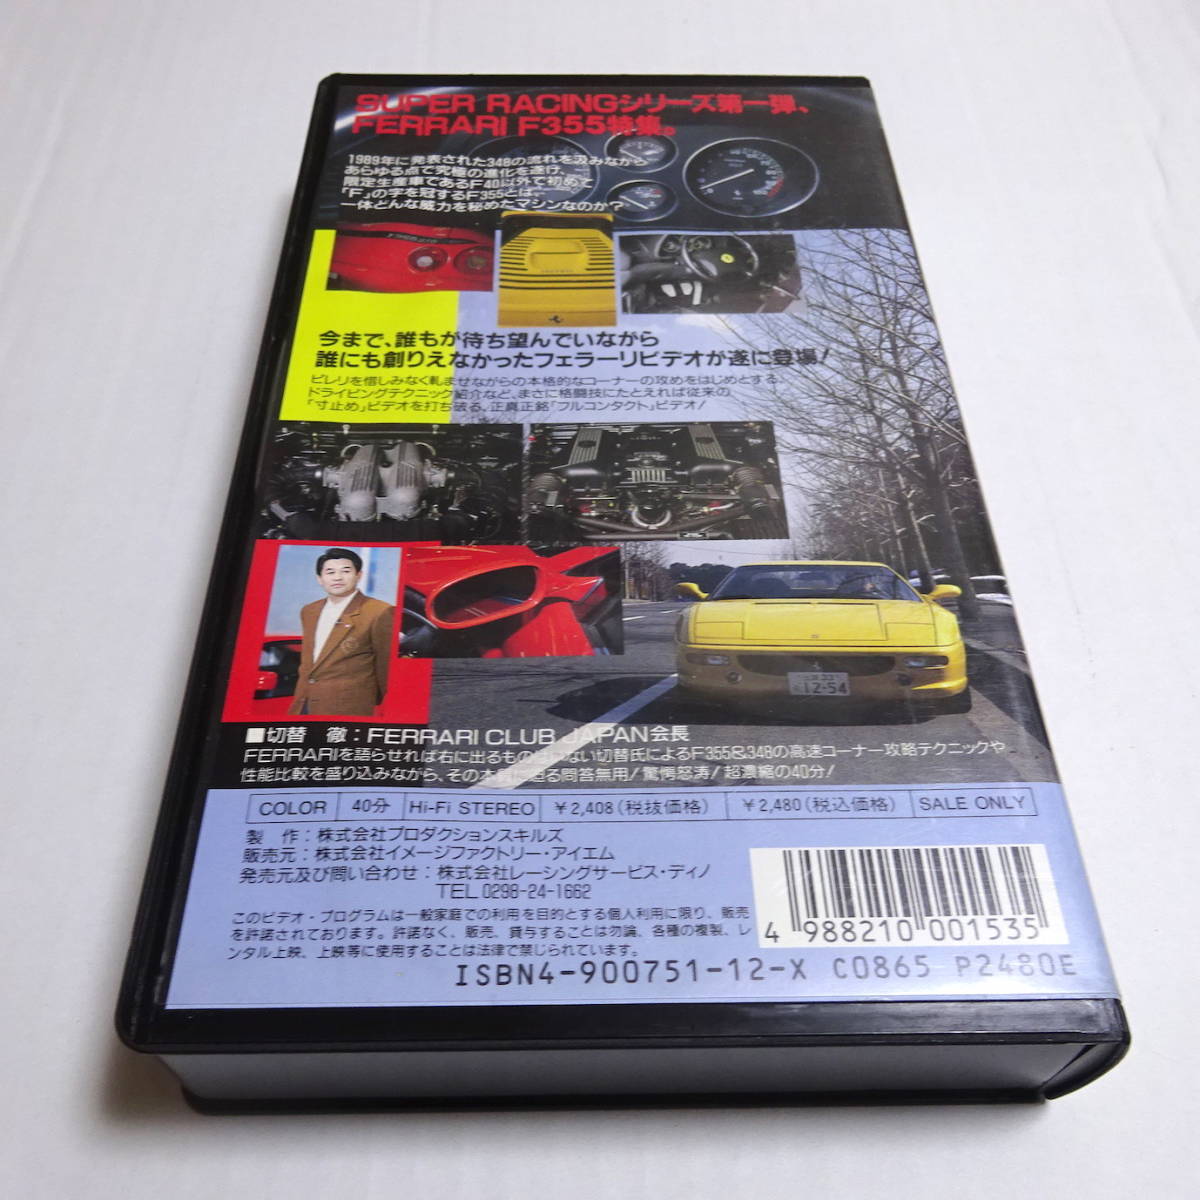 SUPER RACINGシリーズ第一弾、
FERRARI F355特集。
1989年に発表された348の流れを汲みながら
あらゆる点で究極の進化を遂げ、
限定生産車であるF40以外で初めて
「F」の字を冠するF355とは、
一体どんな威力を秘めたマシンなのか?
今まで、誰もが待ち望んでいながら
誰にも創りえなかったフェラーリビデオが遂に登場!
ピレリを惜しみなく軋ませながらの本格的なコーナーの攻めをはじめとする、
ドライビングテクニック紹介など、まさに格闘技にたとえれば従来の
「寸止め」ビデオを打ち破る、正真正銘「フルコンタクト」ビデオ!
12-54
■切替 徹:FERRARI CLUB JAPAN会長
FERRARIを語らせれば右に出るもの
ない切替氏によるF355&348の高速コーナー攻略テクニックや
性能比較を盛り込みながら、その本
迫る問答無用!驚愕怒涛!超濃縮の40分!
COLOR 40分 Hi-Fi STEREO ¥2,408(税抜価格) ¥2,480(税込価格) SALE ONLY
製 作:株式会社プロダクションスキルズ
販売元:株式会社イメージファクトリー・アイエム
発売元及び問い合わせ:株式会社レーシングサービス・ディノ
TEL 0298-24-1662
このビデオ・プログラムは一般家庭での利用を目的とする個人利用に限り、販売
を許諾されております。許諾なく、販売、貸与することは勿論、各種の複製、レ
ンタル上映、上映等に使用することは法律で禁じられています。
4 988210 001535
ISBN4-900751-12-X C0865 P2480E